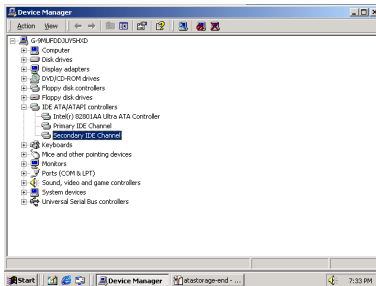 Device Manager
Action View
G-9MUFDDJUY5HXD
Computer
Disk drives
Display adapters
DVD/CD-ROM drives
Floppy disk controllers
Floppy disk drives
IDE ATA/ATAPI controllers
Intel(r) 82801AA Ultra ATA Controller
Primary IDE Channel
Secondary IDE Channel
Keyboards
Mice and other pointing devices
Monitors
Ports (COM & LPT)
Sound, video and game controllers
System devices
Universal Serial Bus controllers
Start Device Manager atastorage-end - ... 7:33 PM